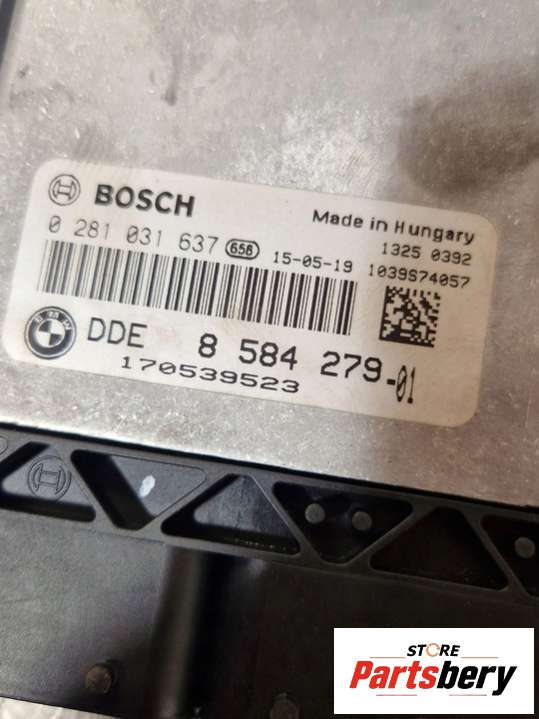 BOSCH
Made in Hungary
0 281 031 637 658 15-05-19
1325 0392
1039S74057
DDE 8 584 279-01
170539523
STORE
Partsbery